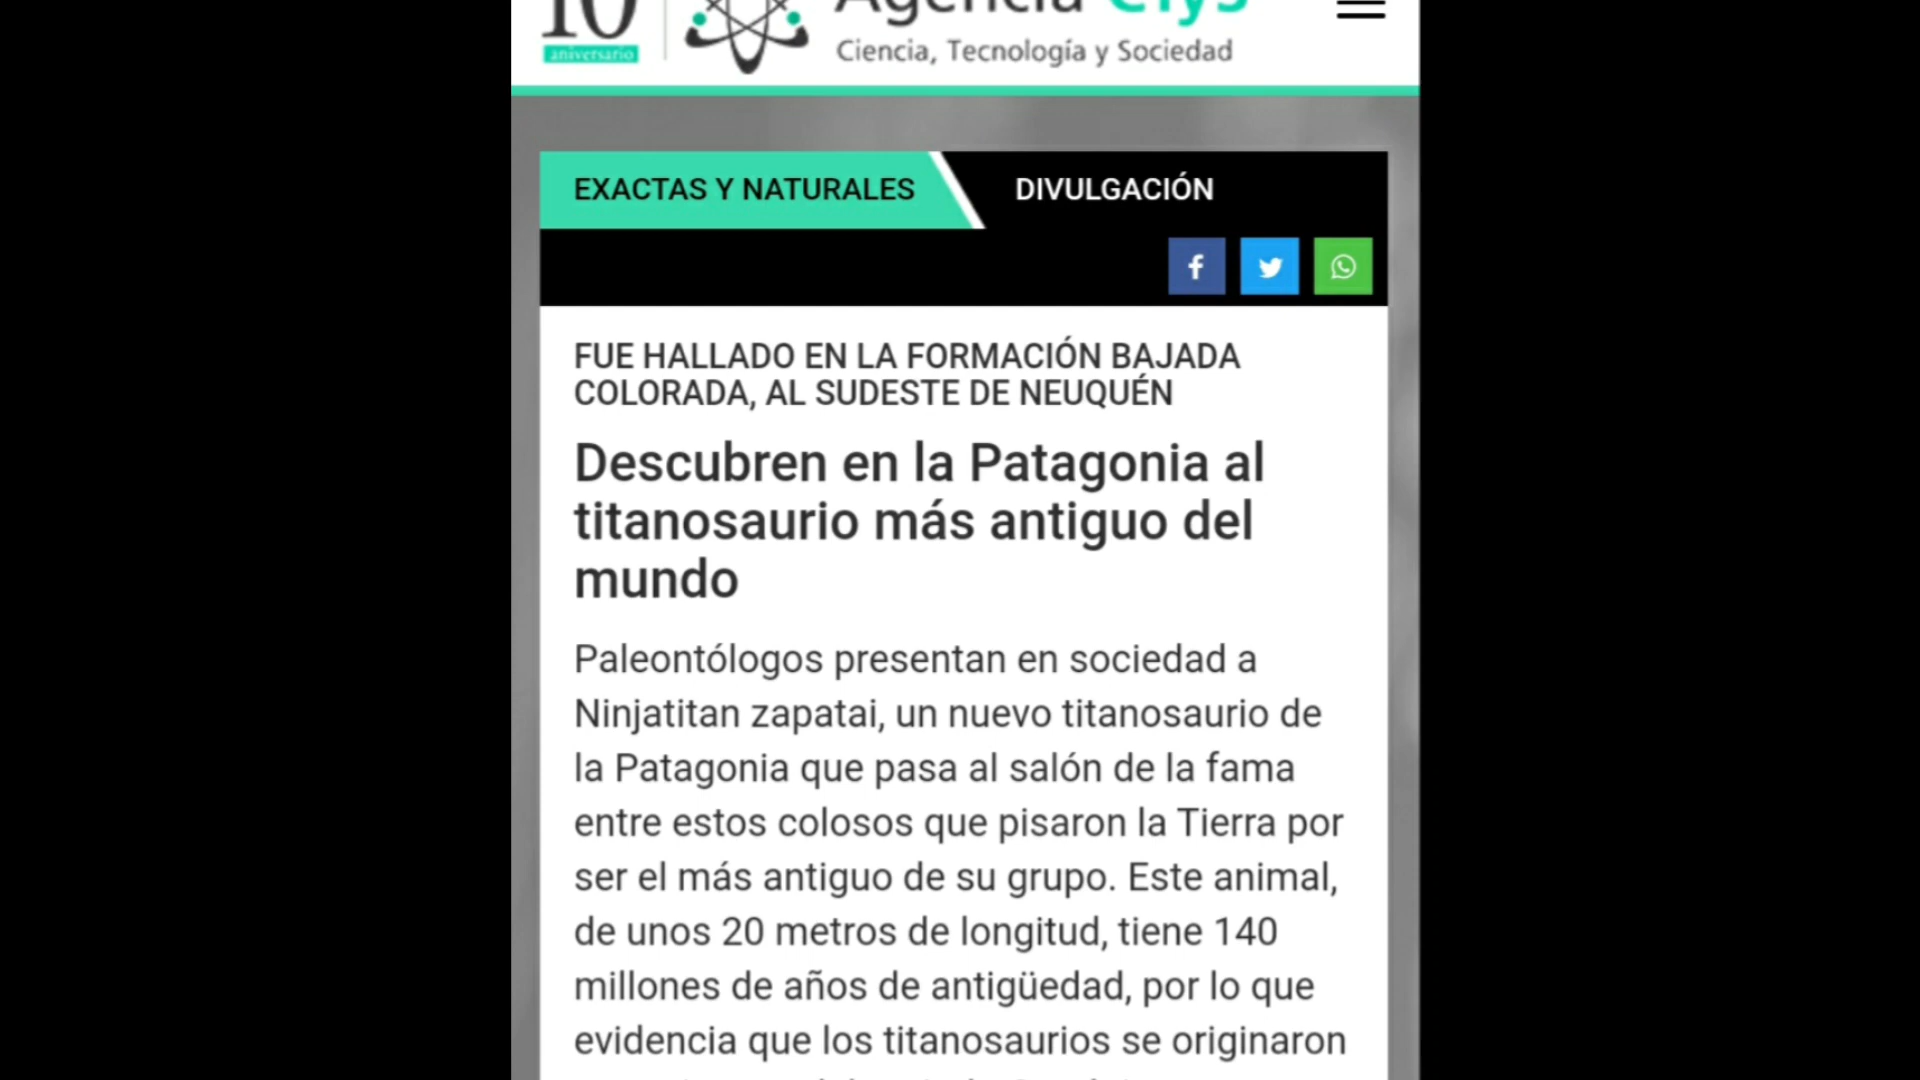 10
aniversario
Agencia CTyS
Ciencia, Tecnología y Sociedad
EXACTAS Y NATURALES
DIVULGACIÓN
FUE HALLADO EN LA FORMACIÓN BAJADA
COLORADA, AL SUDESTE DE NEUQUÉN
Descubren en la Patagonia al
titanosaurio más antiguo del
mundo
Paleontólogos presentan en sociedad a
Ninjatitan zapatai, un nuevo titanosaurio de
la Patagonia que pasa al salón de la fama
entre estos colosos que pisaron la Tierra por
ser el más antiguo de su grupo. Este animal,
de unos 20 metros de longitud, tiene 140
millones de años de antigüedad, por lo que
evidencia que los titanosaurios se originaron